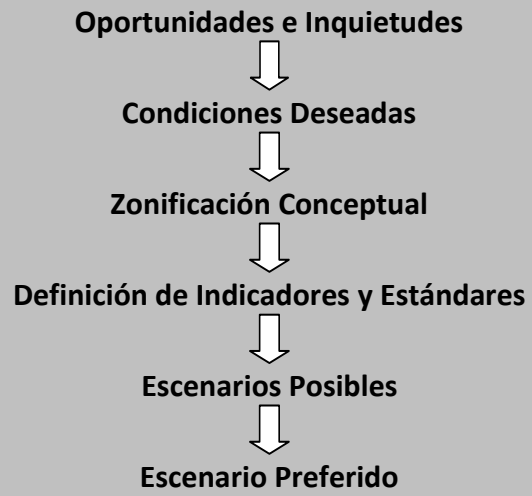 Oportunidades e Inquietudes
Condiciones Deseadas
Zonificación Conceptual
Definición de Indicadores y Estándares
Escenarios Posibles
Escenario Preferido